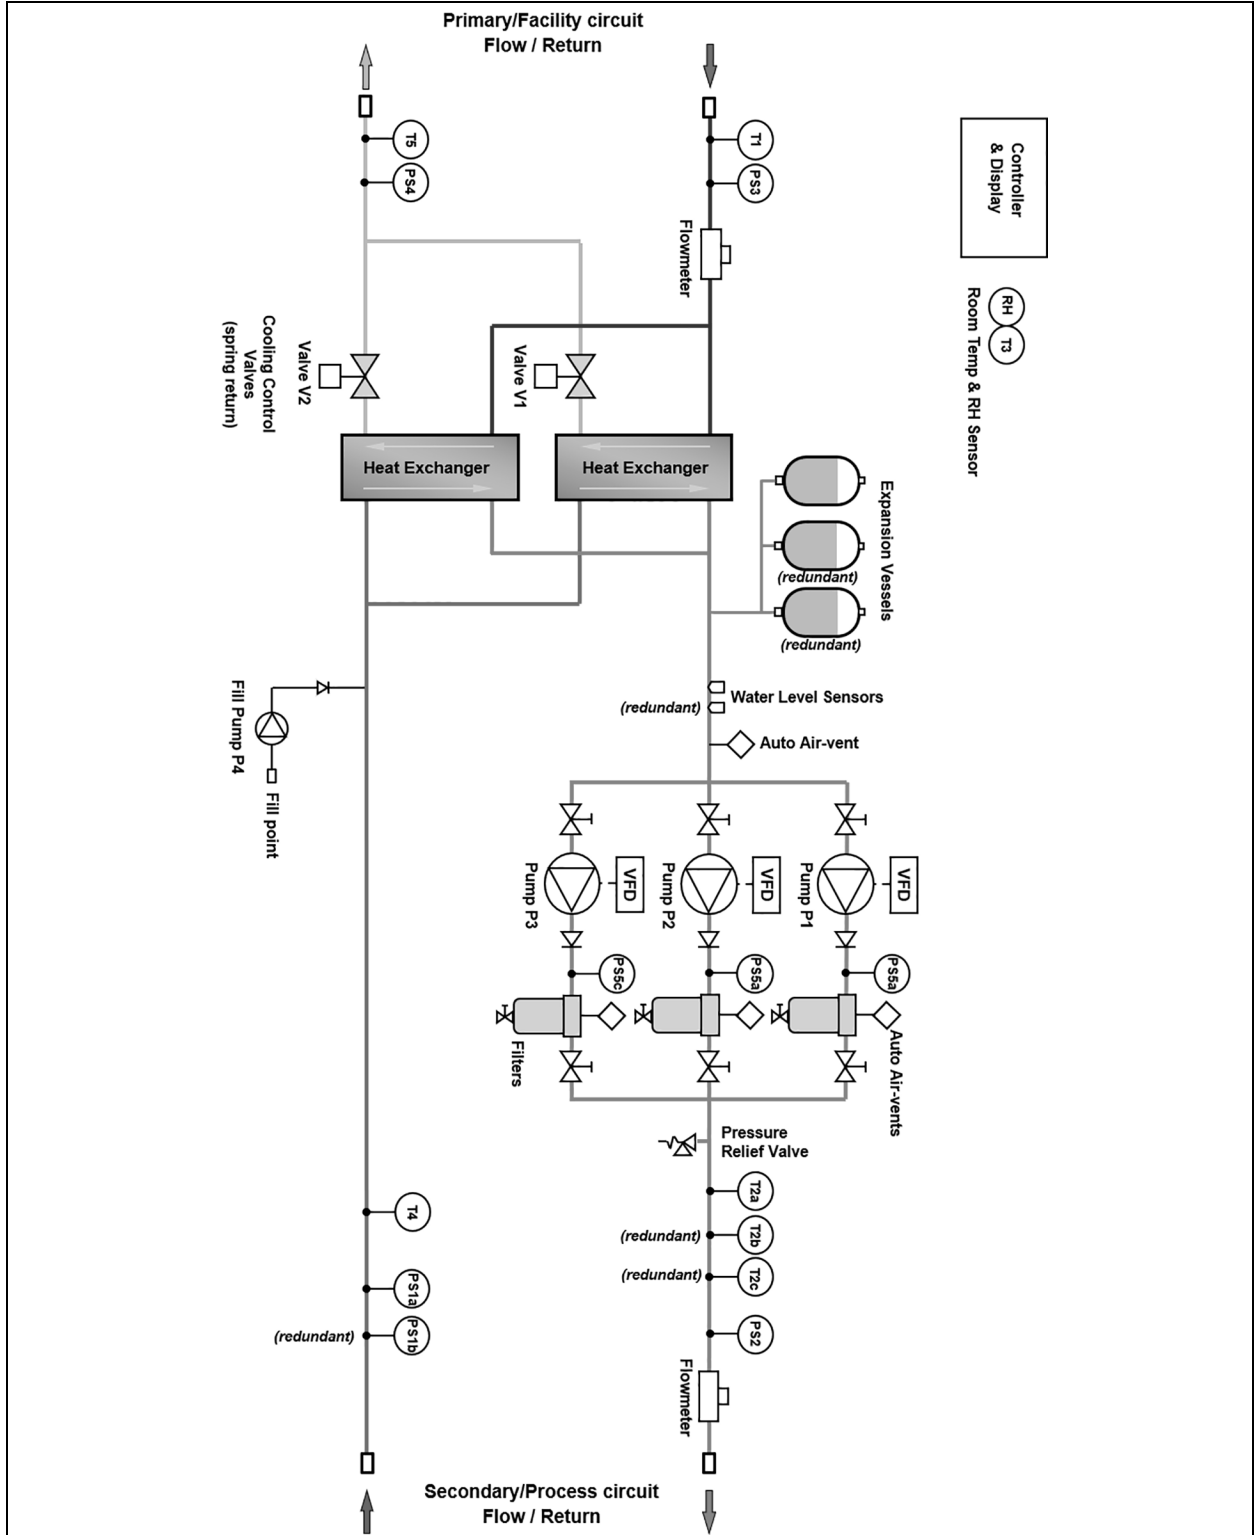 Primary/Facility circuit
Flow / Return
T5
PS4
T1
PS3
Flowmeter
Controller
& Display
RH
T3
Room Temp & RH Sensor
Cooling Control
Valves
(spring return)
Valve V2
Valve V1
Heat Exchanger
Heat Exchanger
Expansion Vessels
(redundant)
(redundant)
Water Level Sensors
(redundant)
Auto Air-vent
Fill Pump P4
Fill point
VFD
VFD
VFD
Pump P3
Pump P2
Pump P1
PS5c
PS5a
PS5a
Filters
Auto Air-vents
Pressure
Relief Valve
T2a
T4
(redundant)
T2b
(redundant)
T2c
PS1a
(redundant)
PS1b
PS2
Flowmeter
Secondary/Process circuit
Flow / Return